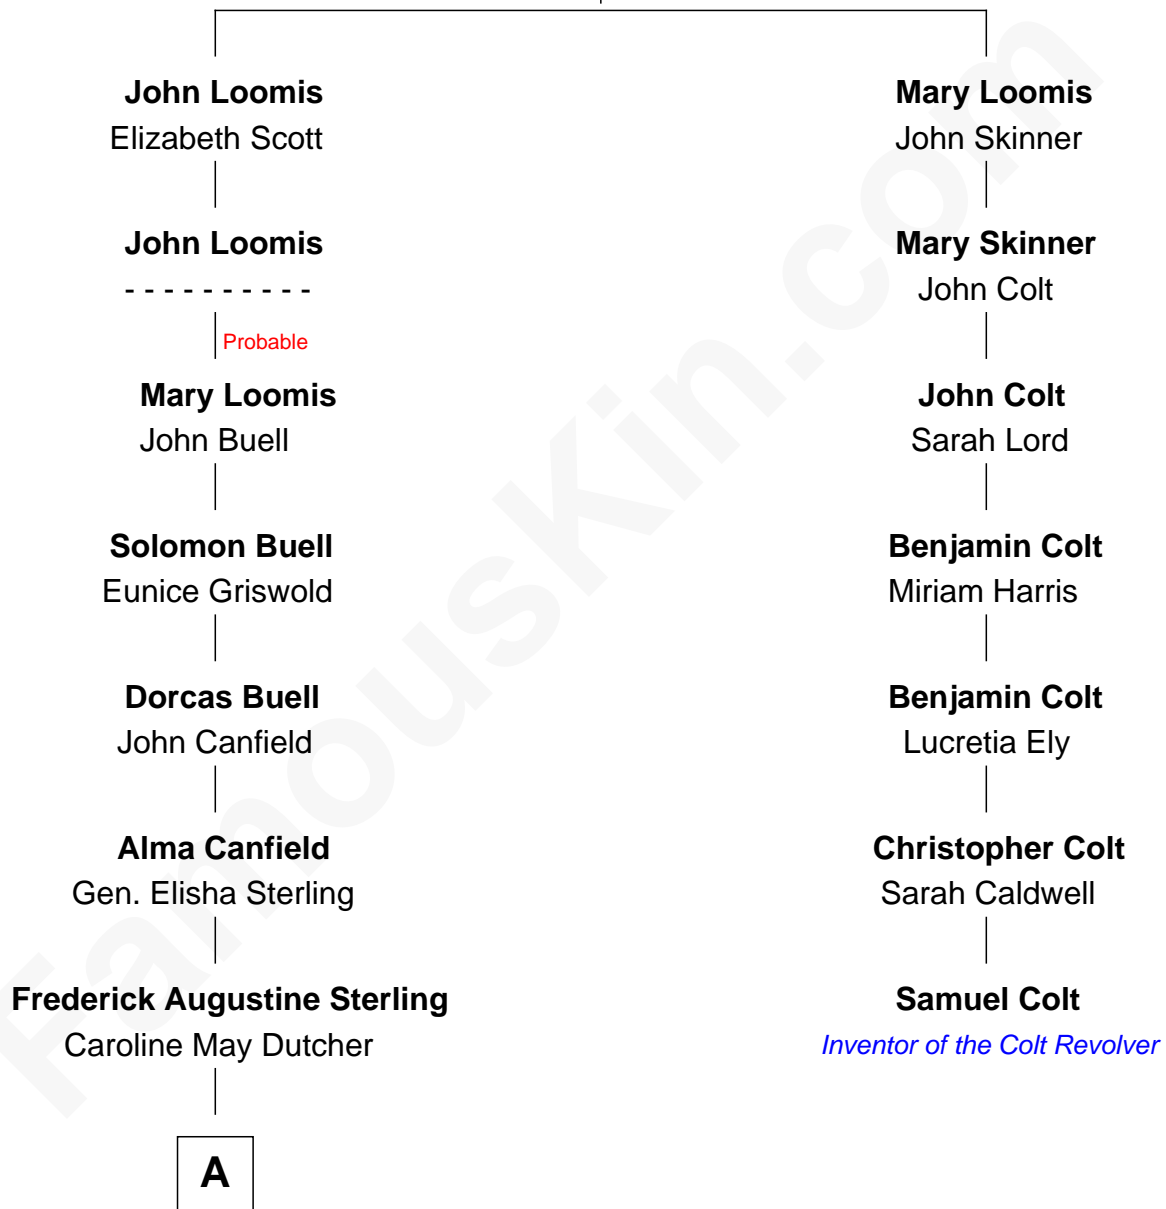 John Loomis
Elizabeth Scott
John Loomis
- - - - - - - - - -
Probable
Mary Loomis
John Buell
Solomon Buell
Eunice Griswold
Dorcas Buell
John Canfield
Alma Canfield
Gen. Elisha Sterling
Frederick Augustine Sterling
Caroline May Dutcher
A
Mary Loomis
John Skinner
Mary Skinner
John Colt
John Colt
Sarah Lord
Benjamin Colt
Miriam Harris
Benjamin Colt
Lucretia Ely
Christopher Colt
Sarah Caldwell
Samuel Colt
Inventor of the Colt Revolver
FamousKin.com